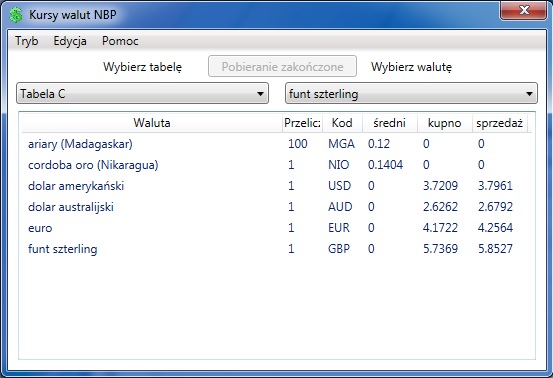 Kursy walut NBP
Tryb Edycja Pomoc
Wybierz tabelę Pobieranie zakończone Wybierz walutę
Tabela C funt szterling
Waluta Przelicz Kod średni kupno sprzedaż
ariary (Madagaskar) 100 MGA 0.12 0 0
cordoba oro (Nikaragua) 1 NIO 0.1404 0 0
dolar amerykański 1 USD 0 3.7209 3.7961
dolar australijski 1 AUD 0 2.6262 2.6792
euro 1 EUR 0 4.1722 4.2564
funt szterling 1 GBP 0 5.7369 5.8527